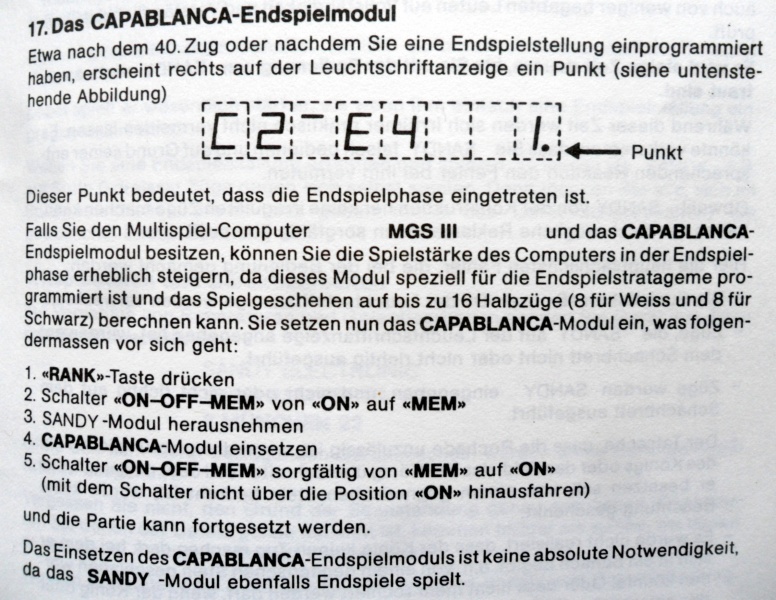 17. Das CAPABLANCA-Endspielmodul
Etwa nach dem 40. Zug oder nachdem Sie eine Endspielstellung einprogrammiert
haben, erscheint rechts auf der Leuchtschriftanzeige ein Punkt (siehe untenste-
hende Abbildung)
C2 C4 1.
Punkt
Dieser Punkt bedeutet, dass die Endspielphase eingetreten ist.
Falls Sie den Multispiel-Computer MGS III und das CAPABLANCA-
Endspielmodul besitzen, können Sie die Spielstärke des Computers in der Endspiel-
phase erheblich steigern, da dieses Modul speziell für die Endspielstratageme pro-
grammiert ist und das Spielgeschehen auf bis zu 16 Halbzüge (8 für Weiss und 8 für
Schwarz) berechnen kann. Sie setzen nun das CAPABLANCA-Modul ein, was folgen-
dermassen vor sich geht:
1. «RANK»-Taste drücken
2. Schalter «ON–OFF–MEM» von «ON» auf «MEM»
3. SANDY -Modul herausnehmen
4. CAPABLANCA-Modul einsetzen
5. Schalter «ON–OFF–MEM» sorgfältig von «MEM» auf «ON»
(mit dem Schalter nicht über die Position «ON» hinausfahren)
und die Partie kann fortgesetzt werden.
Das Einsetzen des CAPABLANCA-Endspielmoduls ist keine absolute Notwendigkeit,
da das SANDY -Modul ebenfalls Endspiele spielt.